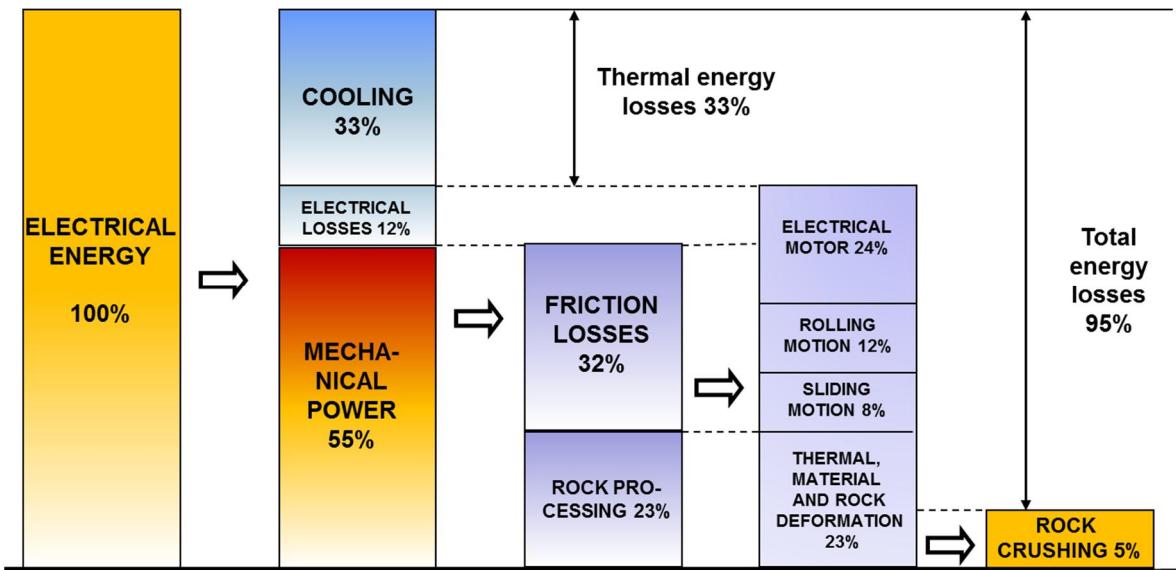 ELECTRICAL
ENERGY
100%
COOLING
33%
ELECTRICAL
LOSSES 12%
MECHA-
NICAL
POWER
55%
FRICTION
LOSSES
32%
ROCK PRO-
CESSING 23%
Thermal energy
losses 33%
ELECTRICAL
MOTOR 24%
ROLLING
MOTION 12%
SLIDING
MOTION 8%
THERMAL,
MATERIAL
AND ROCK
DEFORMATION
23%
Total
energy
losses
95%
ROCK
CRUSHING 5%